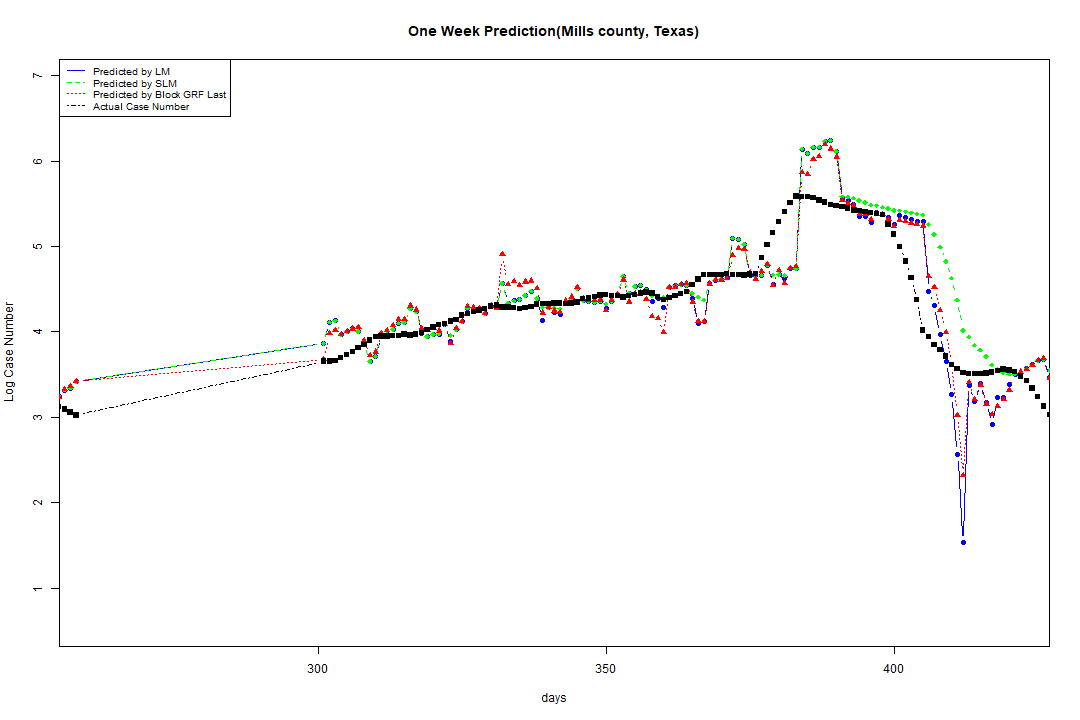 One Week Prediction(Mills county, Texas)
Predicted by LM
Predicted by SLM
Predicted by Block GRF Last
Actual Case Number
7
6
5
4
3
2
1
Log Case Number
300 350 400
days